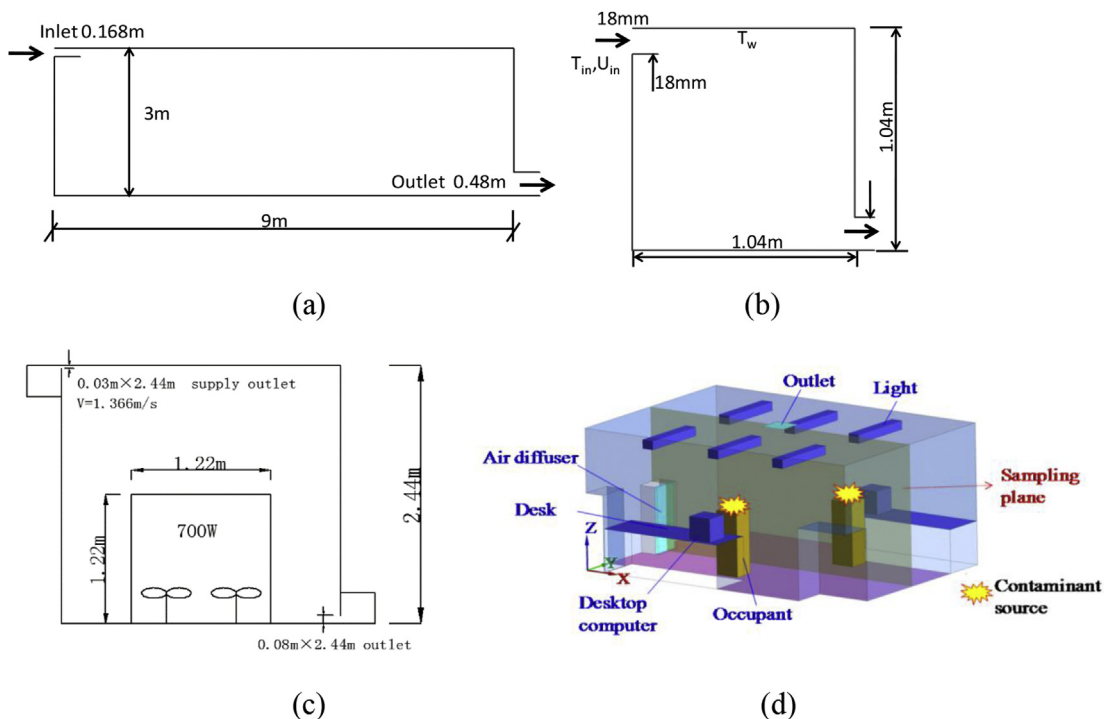 Inlet 0.168m
3m
Outlet 0.48m
9m
(a)
18mm
Tw
Tin,Uin
18mm
1.04m
1.04m
(b)
0.03m×2.44m supply outlet
V=1.366m/s
1.22m
1.22m
700W
2.44m
0.08m×2.44m outlet
(c)
Outlet
Light
Air diffuser
Sampling
plane
Desk
Z
Y
X
Desktop
computer
Occupant
Contaminant
source
(d)